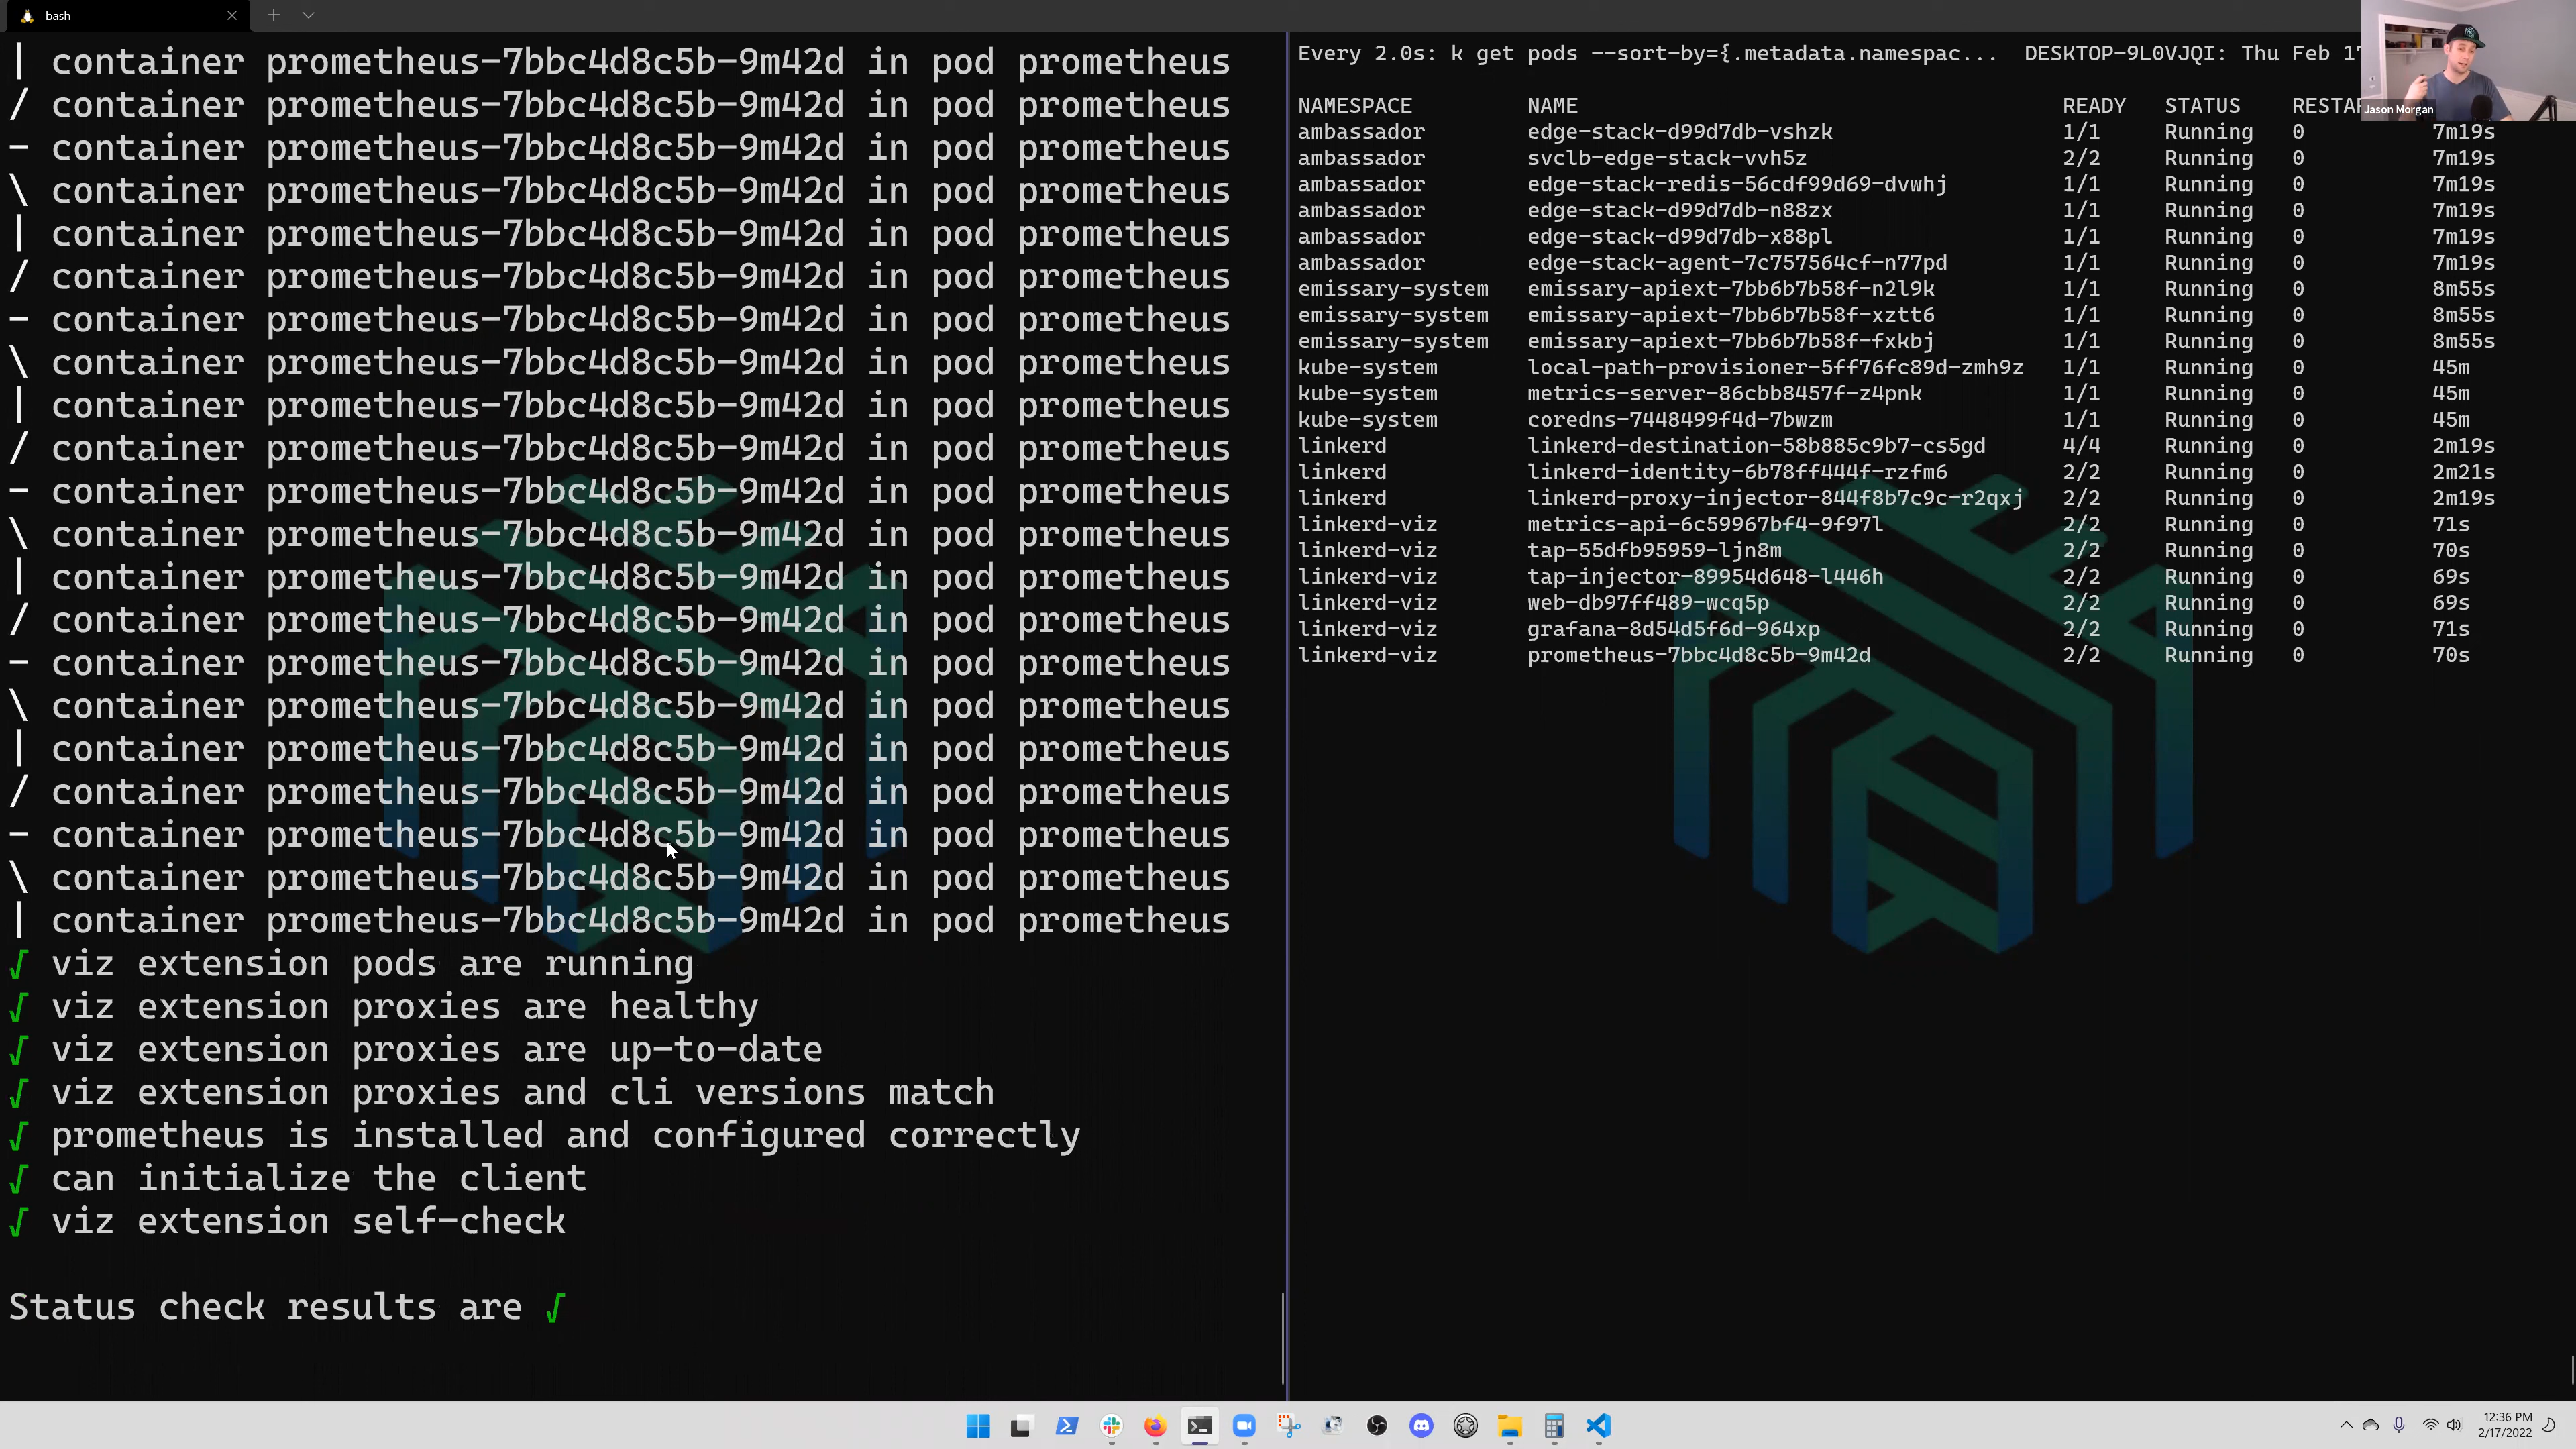 bash
| container prometheus-7bbc4d8c5b-9m42d in pod prometheus
/ container prometheus-7bbc4d8c5b-9m42d in pod prometheus
- container prometheus-7bbc4d8c5b-9m42d in pod prometheus
\ container prometheus-7bbc4d8c5b-9m42d in pod prometheus
| container prometheus-7bbc4d8c5b-9m42d in pod prometheus
/ container prometheus-7bbc4d8c5b-9m42d in pod prometheus
- container prometheus-7bbc4d8c5b-9m42d in pod prometheus
\ container prometheus-7bbc4d8c5b-9m42d in pod prometheus
| container prometheus-7bbc4d8c5b-9m42d in pod prometheus
/ container prometheus-7bbc4d8c5b-9m42d in pod prometheus
- container prometheus-7bbc4d8c5b-9m42d in pod prometheus
\ container prometheus-7bbc4d8c5b-9m42d in pod prometheus
| container prometheus-7bbc4d8c5b-9m42d in pod prometheus
/ container prometheus-7bbc4d8c5b-9m42d in pod prometheus
- container prometheus-7bbc4d8c5b-9m42d in pod prometheus
\ container prometheus-7bbc4d8c5b-9m42d in pod prometheus
| container prometheus-7bbc4d8c5b-9m42d in pod prometheus
/ container prometheus-7bbc4d8c5b-9m42d in pod prometheus
- container prometheus-7bbc4d8c5b-9m42d in pod prometheus
\ container prometheus-7bbc4d8c5b-9m42d in pod prometheus
| container prometheus-7bbc4d8c5b-9m42d in pod prometheus
√ viz extension pods are running
√ viz extension proxies are healthy
√ viz extension proxies are up-to-date
√ viz extension proxies and cli versions match
√ prometheus is installed and configured correctly
√ can initialize the client
√ viz extension self-check
Status check results are √
Every 2.0s: k get pods --sort-by={.metadata.namespac... DESKTOP-9L0VJQI: Thu Feb 17
Jason Morgan
NAMESPACE NAME READY STATUS RESTAR
ambassador edge-stack-d99d7db-vshzk 1/1 Running 0 7m19s
ambassador svclb-edge-stack-vvh5z 2/2 Running 0 7m19s
ambassador edge-stack-redis-56cdf99d69-dvwhj 1/1 Running 0 7m19s
ambassador edge-stack-d99d7db-n88zx 1/1 Running 0 7m19s
ambassador edge-stack-d99d7db-x88pl 1/1 Running 0 7m19s
ambassador edge-stack-agent-7c757564cf-n77pd 1/1 Running 0 7m19s
emissary-system emissary-apiext-7bb6b7b58f-n2l9k 1/1 Running 0 8m55s
emissary-system emissary-apiext-7bb6b7b58f-xztt6 1/1 Running 0 8m55s
emissary-system emissary-apiext-7bb6b7b58f-fxkbj 1/1 Running 0 8m55s
kube-system local-path-provisioner-5ff76fc89d-zmh9z 1/1 Running 0 45m
kube-system metrics-server-86cbb8457f-z4pnk 1/1 Running 0 45m
kube-system coredns-7448499f4d-7bwzm 1/1 Running 0 45m
linkerd linkerd-destination-58b885c9b7-cs5gd 4/4 Running 0 2m19s
linkerd linkerd-identity-6b78ff444f-rzfm6 2/2 Running 0 2m21s
linkerd linkerd-proxy-injector-844f8b7c9c-r2qxj 2/2 Running 0 2m19s
linkerd-viz metrics-api-6c59967bf4-9f97l 2/2 Running 0 71s
linkerd-viz tap-55dfb95959-ljn8m 2/2 Running 0 70s
linkerd-viz tap-injector-89954d648-l446h 2/2 Running 0 69s
linkerd-viz web-db97ff489-wcq5p 2/2 Running 0 69s
linkerd-viz grafana-8d54d5f6d-964xp 2/2 Running 0 71s
linkerd-viz prometheus-7bbc4d8c5b-9m42d 2/2 Running 0 70s
12:36 PM
2/17/2022